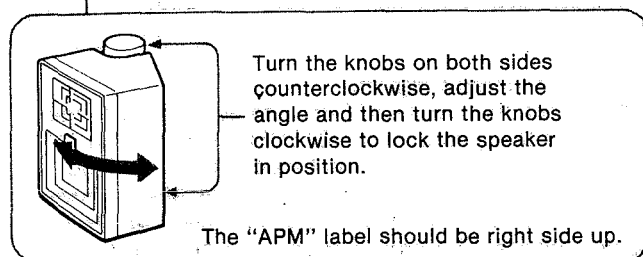 Turn the knobs on both sides
counterclockwise, adjust the
angle and then turn the knobs
clockwise to lock the speaker
in position.
The “APM” label should be right side up.